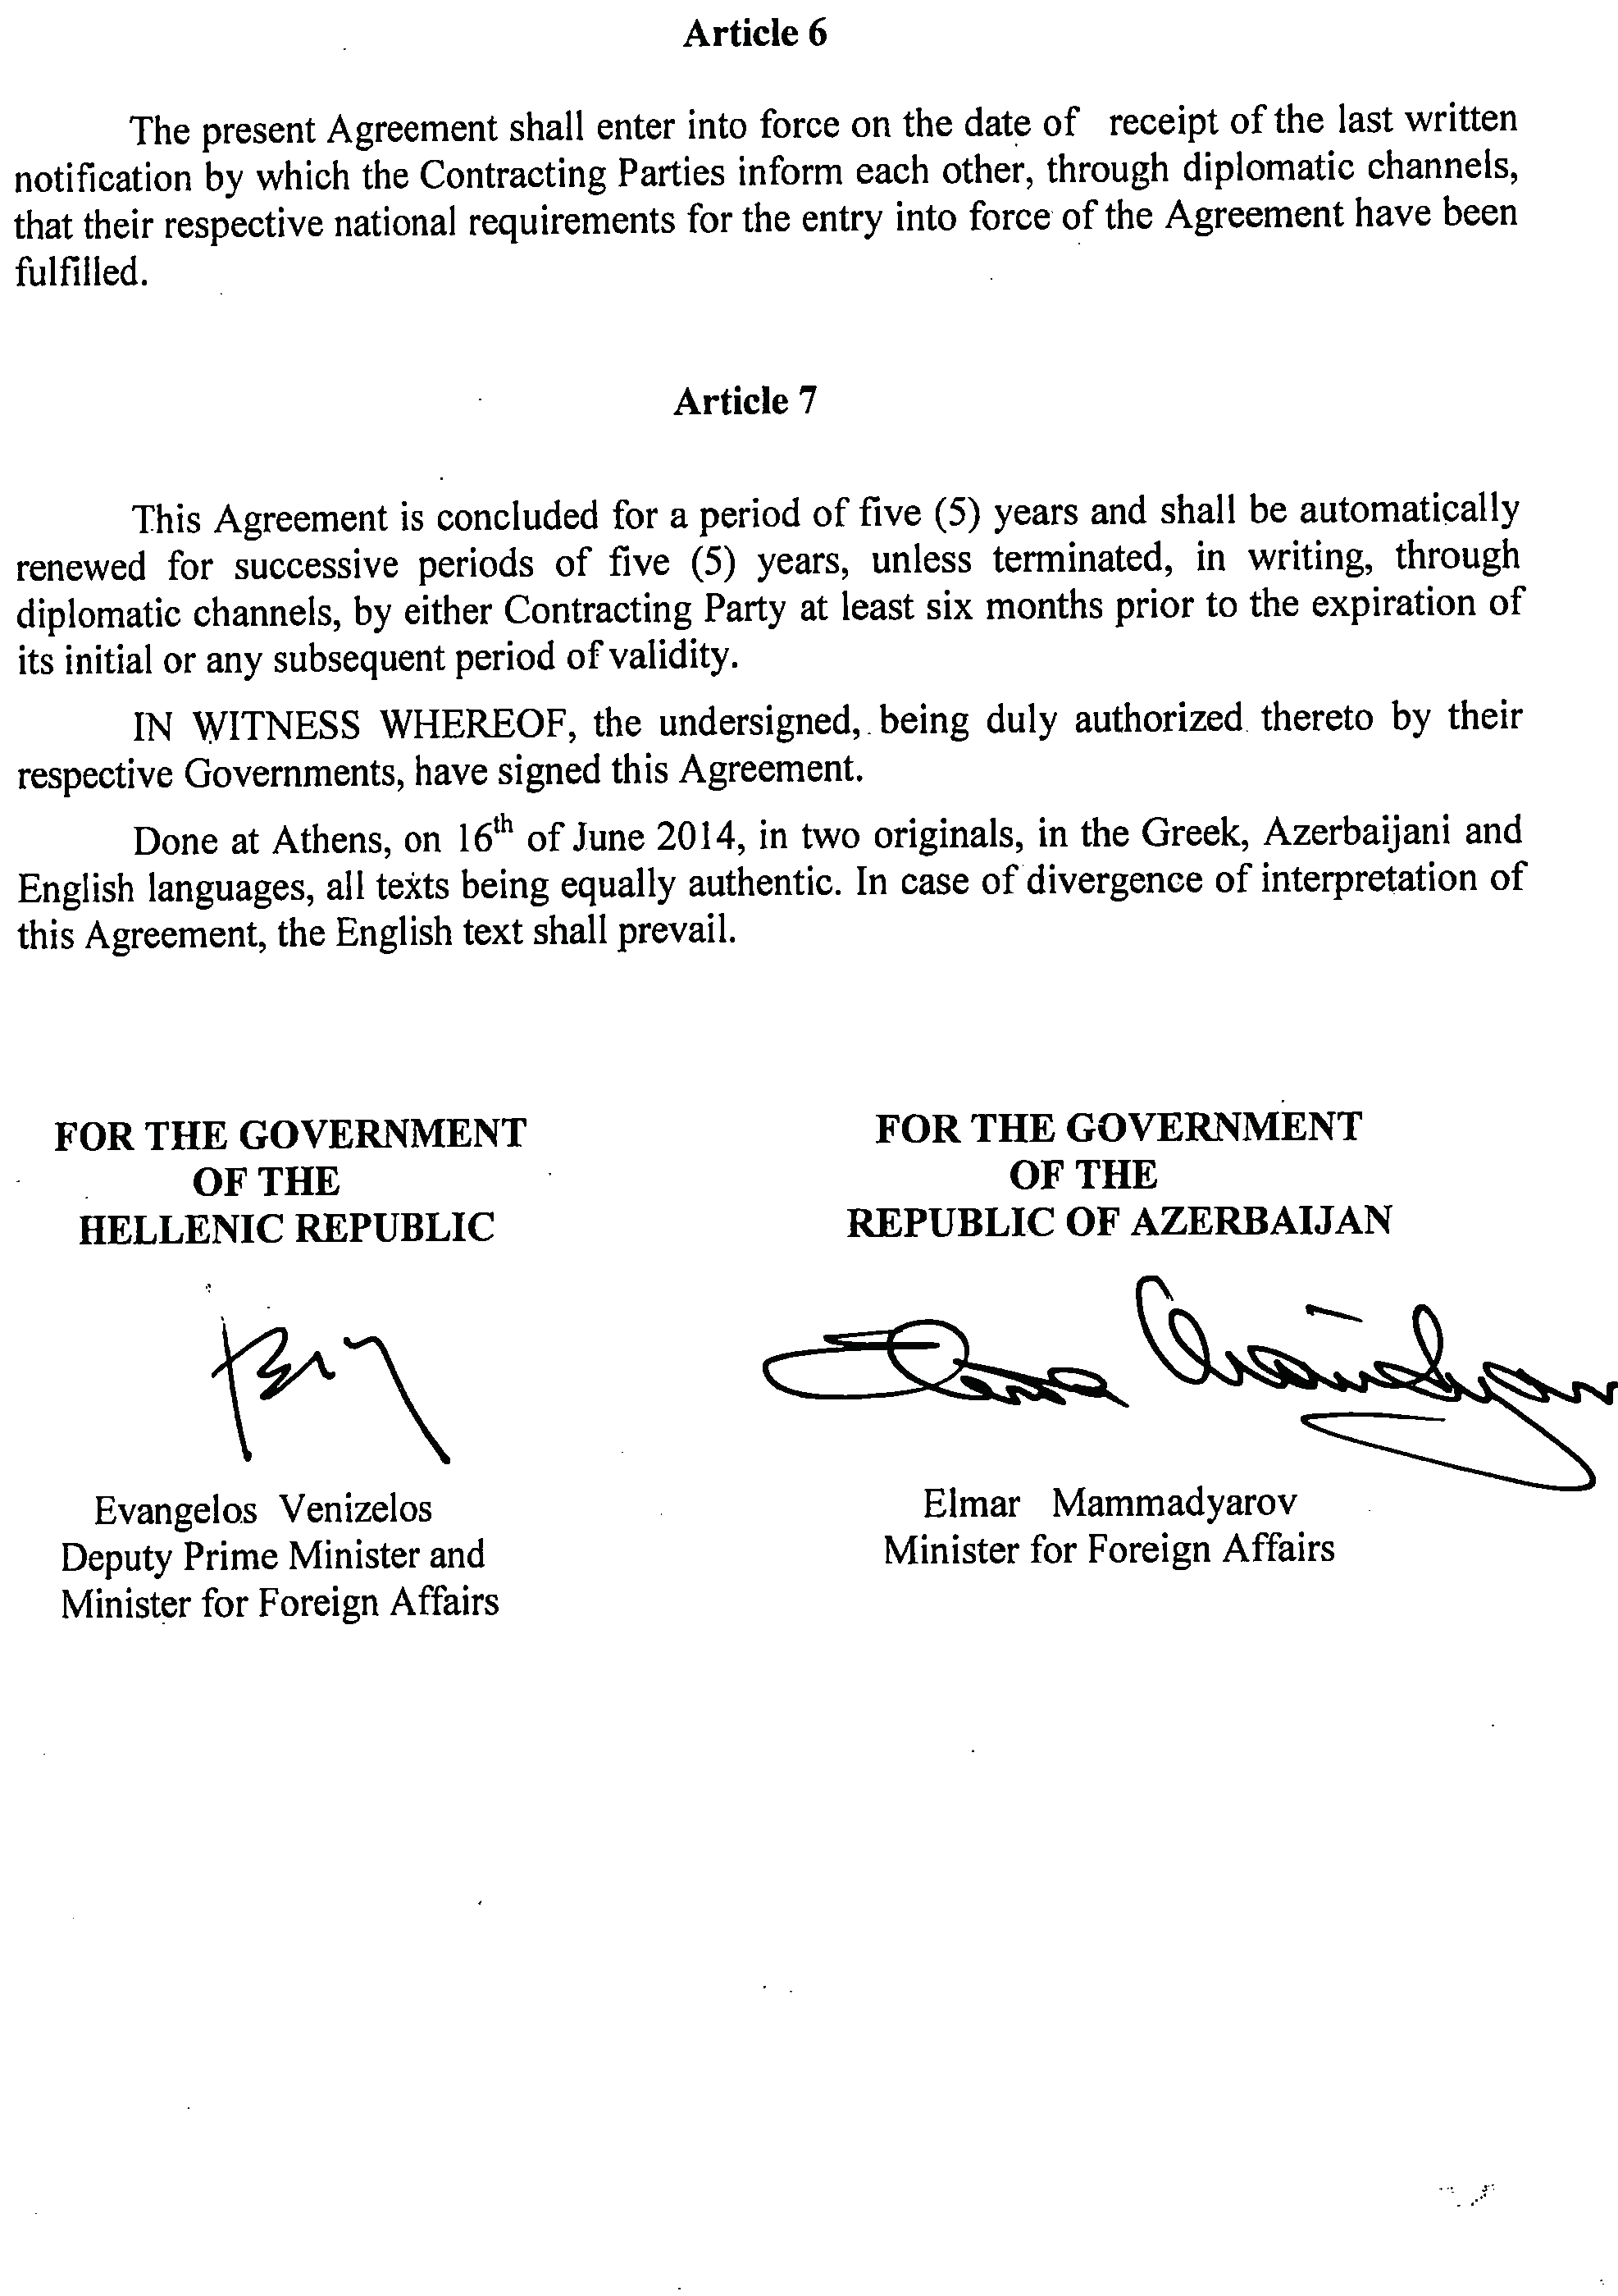 Article 6
The present Agreement shall enter into force on the date of receipt of the last written
notification by which the Contracting Parties inform each other, through diplomatic channels,
that their respective national requirements for the entry into force of the Agreement have been
fulfilled.
Article 7
This Agreement is concluded for a period of five (5) years and shall be automatically
renewed for successive periods of five (5) years, unless terminated, in writing, through
diplomatic channels, by either Contracting Party at least six months prior to the expiration of
its initial or any subsequent period of validity.
IN WITNESS WHEREOF, the undersigned, being duly authorized thereto by their
respective Governments, have signed this Agreement.
Done at Athens, on 16th of June 2014, in two originals, in the Greek, Azerbaijani and
English languages, all texts being equally authentic. In case of divergence of interpretation of
this Agreement, the English text shall prevail.
FOR THE GOVERNMENT
OF THE
HELLENIC REPUBLIC
Evangelos Venizelos
Deputy Prime Minister and
Minister for Foreign Affairs
FOR THE GOVERNMENT
OF THE
REPUBLIC OF AZERBAIJAN
Elmar Mammadyarov
Minister for Foreign Affairs